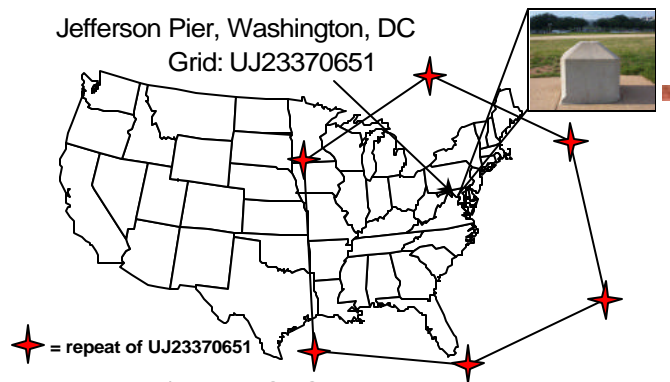 Jefferson Pier, Washington, DC
Grid: UJ23370651
= repeat of UJ23370651